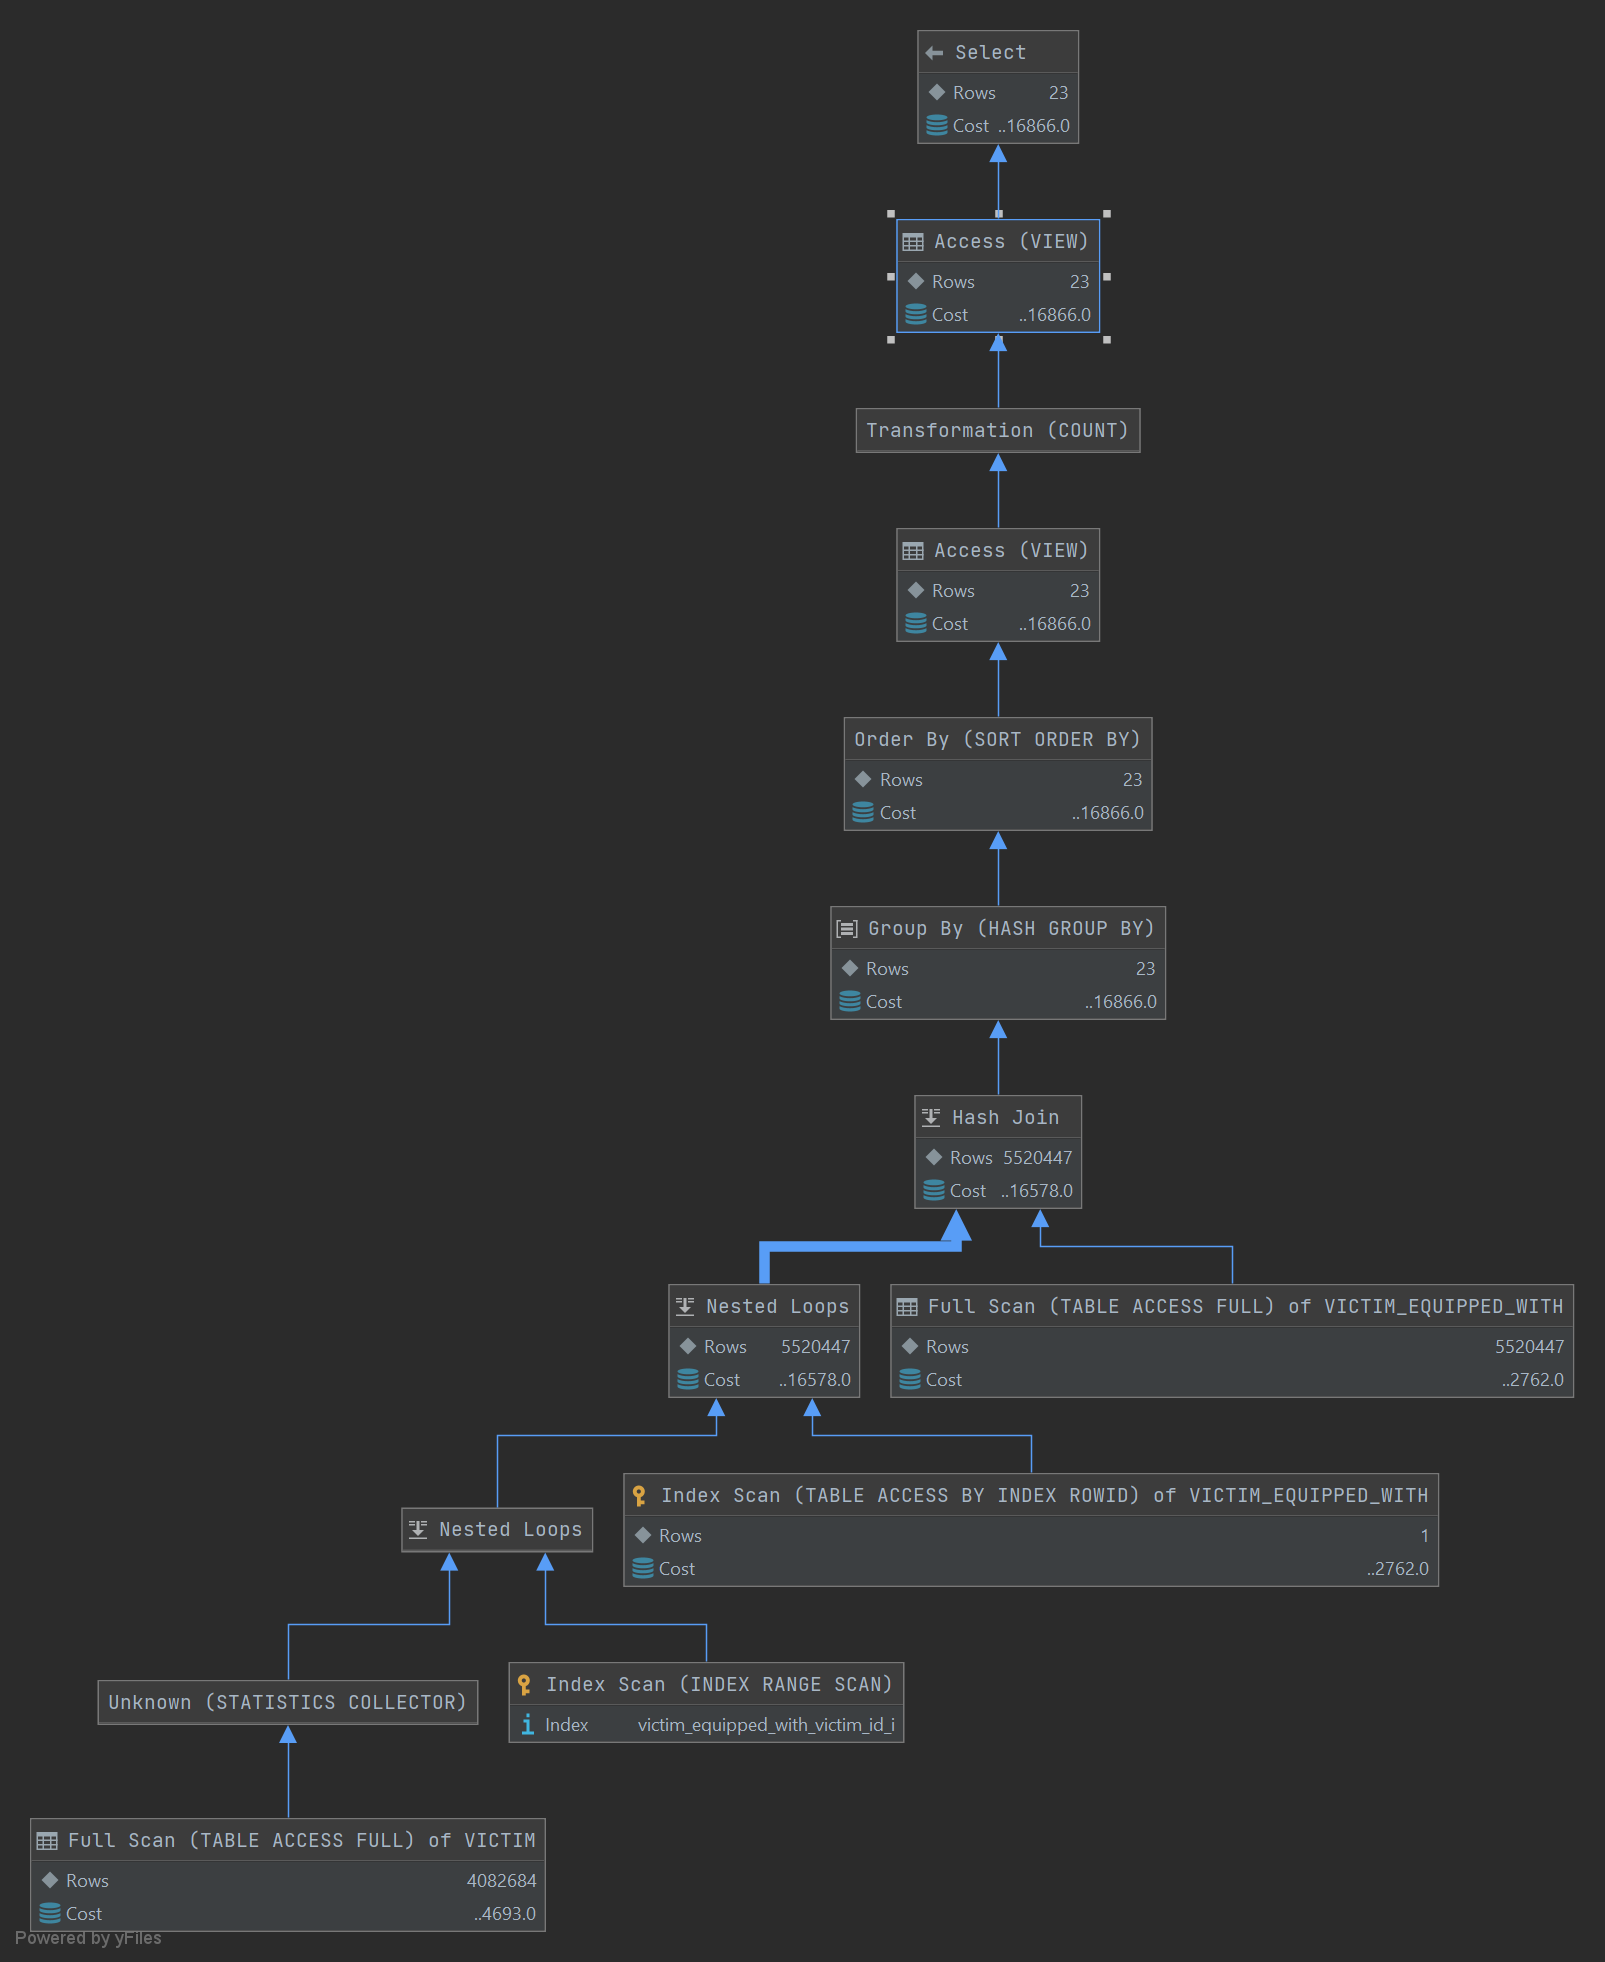 Select
Rows 23
Cost ..16866.0
Access (VIEW)
Rows 23
Cost ..16866.0
Transformation (COUNT)
Access (VIEW)
Rows 23
Cost ..16866.0
Order By (SORT ORDER BY)
Rows 23
Cost ..16866.0
Group By (HASH GROUP BY)
Rows 23
Cost ..16866.0
Hash Join
Rows 5520447
Cost ..16578.0
Nested Loops
Rows 5520447
Cost ..16578.0
Full Scan (TABLE ACCESS FULL) of VICTIM_EQUIPPED_WITH
Rows 5520447
Cost ..2762.0
Nested Loops
Index Scan (TABLE ACCESS BY INDEX ROWID) of VICTIM_EQUIPPED_WITH
Rows 1
Cost ..2762.0
Unknown (STATISTICS COLLECTOR)
Index Scan (INDEX RANGE SCAN)
Index victim_equipped_with_victim_id_i
Full Scan (TABLE ACCESS FULL) of VICTIM
Rows 4082684
Cost ..4693.0
Powered by yFiles